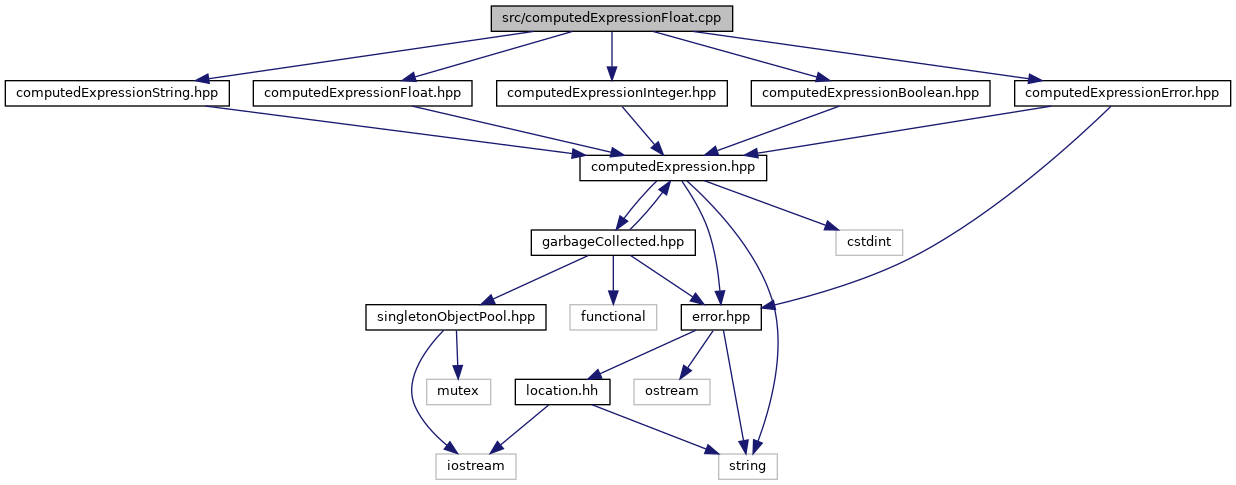 src/computedExpressionFloat.cpp
computedExpressionString.hpp
computedExpressionFloat.hpp
computedExpressionInteger.hpp
computedExpressionBoolean.hpp
computedExpressionError.hpp
computedExpression.hpp
garbageCollected.hpp
cstdint
singletonObjectPool.hpp
functional
error.hpp
mutex
location.hh
ostream
iostream
string